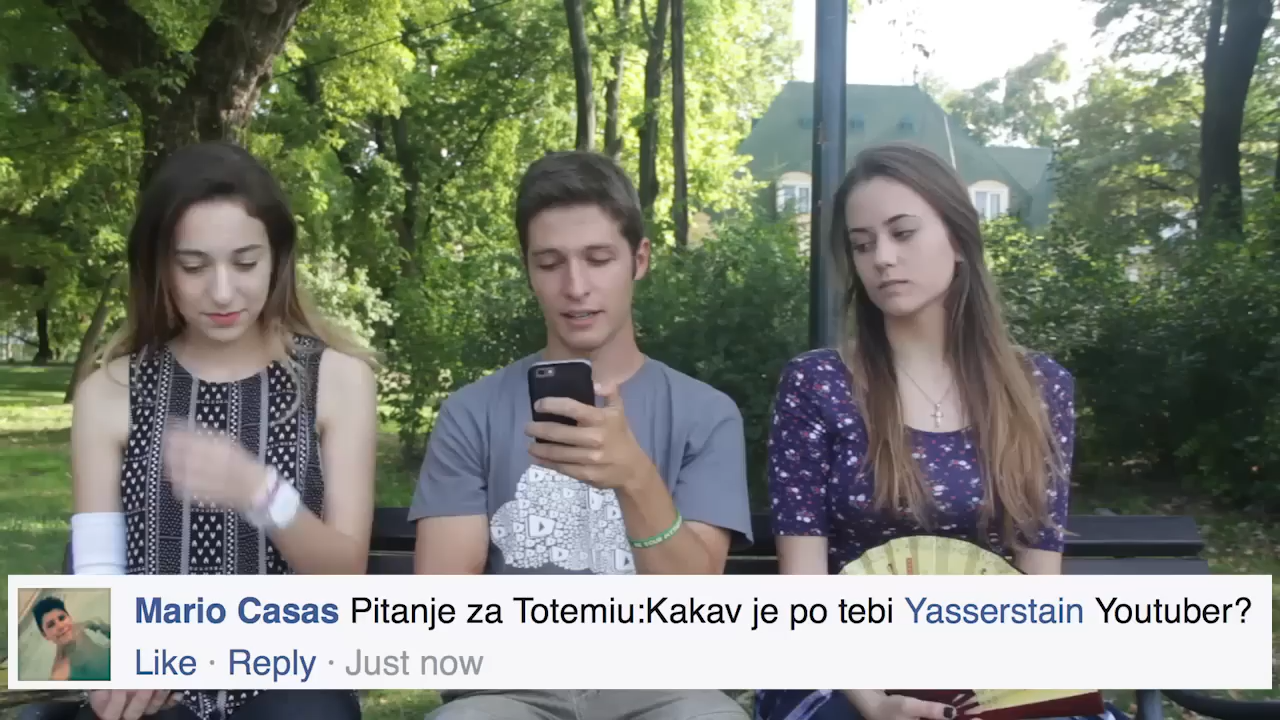 Mario Casas Pitanje za Totemiu:Kakav je po tebi Yasserstain Youtuber?
Like · Reply · Just now